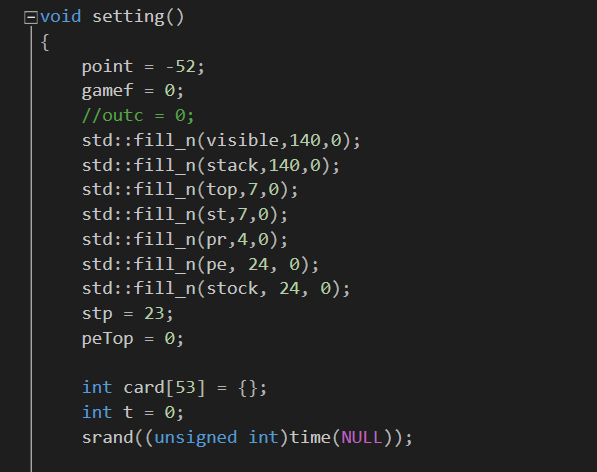 void setting()
{
point = -52;
gamef = 0;
//outc = 0;
std::fill_n(visible,140,0);
std::fill_n(stack,140,0);
std::fill_n(top,7,0);
std::fill_n(st,7,0);
std::fill_n(pr,4,0);
std::fill_n(pe, 24, 0);
std::fill_n(stock, 24, 0);
stp = 23;
peTop = 0;
int card[53] = {};
int t = 0;
srand((unsigned int)time(NULL));